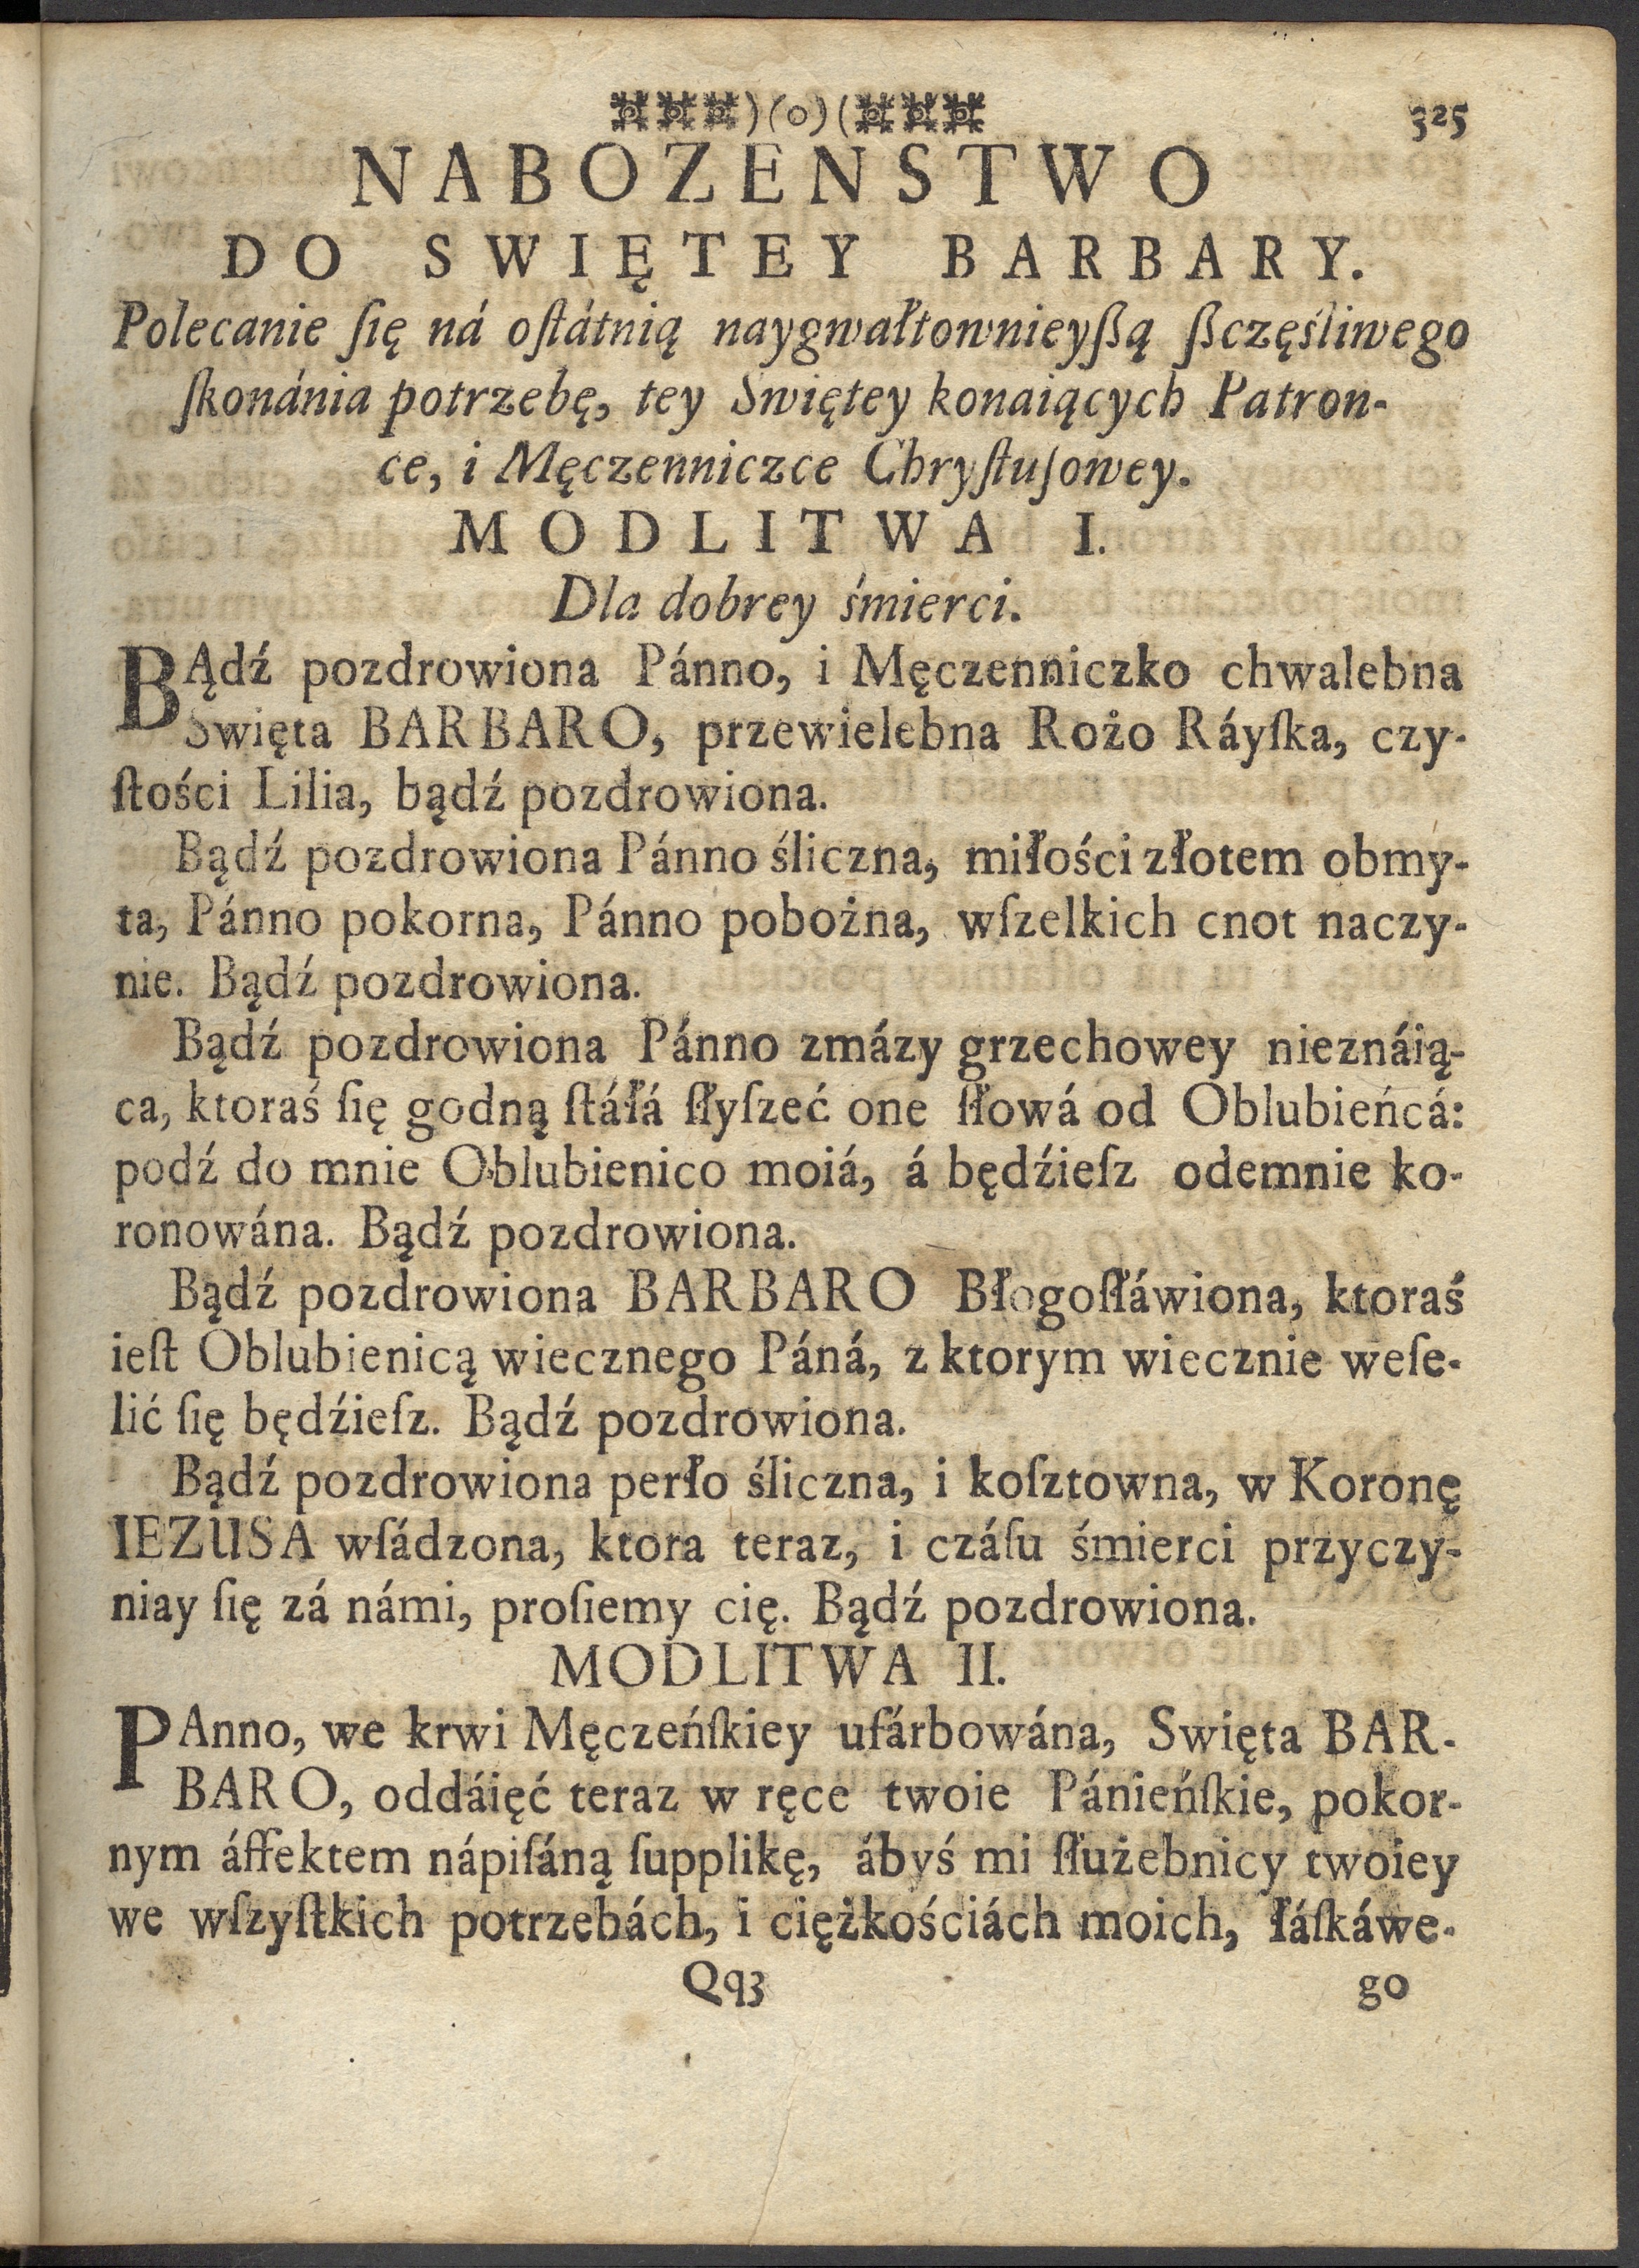 )(o)( 325
NABOZENSTWO
DO SWIĘTEY BARBARY.
Polecanie ſię ná oſtátnią naygwałtownieyßą ßczęśliwego
ſkonánia potrzebę, tey Swiętey konaiących Patron-
ce, i Męczenniczce Chryſtuſowey.
MODLITWA I.
Dla dobrey śmierci.
BĄdź pozdrowiona Pánno, i Męczenniczko chwalebna
Swięta BARBARO, przewielebna Rożo Ráyſka, czy-
ſtości Lilia, bądź pozdrowiona.
Bądź pozdrowiona Pánno śliczna, miłości złotem obmy-
ta, Pánno pokorna, Pánno pobożna, wſzelkich cnot naczy-
nie. Bądź pozdrowiona.
Bądź pozdrowiona Pánno zmázy grzechowey nieznáią-
ca, ktoraś ſię godną ſtáłá ſłyſzeć one ſłowá od Oblubieńcá:
podź do mnie Oblubienico moiá, á będźieſz odemnie ko-
ronowána. Bądź pozdrowiona.
Bądź pozdrowiona BARBARO Błogoſłáwiona, ktoraś
ieſt Oblubienicą wiecznego Páná, z ktorym wiecznie weſe-
lić ſię będźieſz. Bądź pozdrowiona.
Bądź pozdrowiona perło śliczna, i koſztowna, w Koronę
IEZUSA wſádzona, ktora teraz, i czáſu śmierci przyczy-
niay ſię zá námi, proſiemy cię. Bądź pozdrowiona.
MODLITWA II.
PAnno, we krwi Męczeńſkiey ufárbowána, Swięta BAR-
BARO, oddáięć teraz w ręce twoie Pánieńſkie, pokor-
nym áffektem nápiſáną ſupplikę, ábyś mi ſłużebnicy twoiey
we wſzyſtkich potrzebách, i ciężkościách moich, łáſkáwe-
Qq3 go